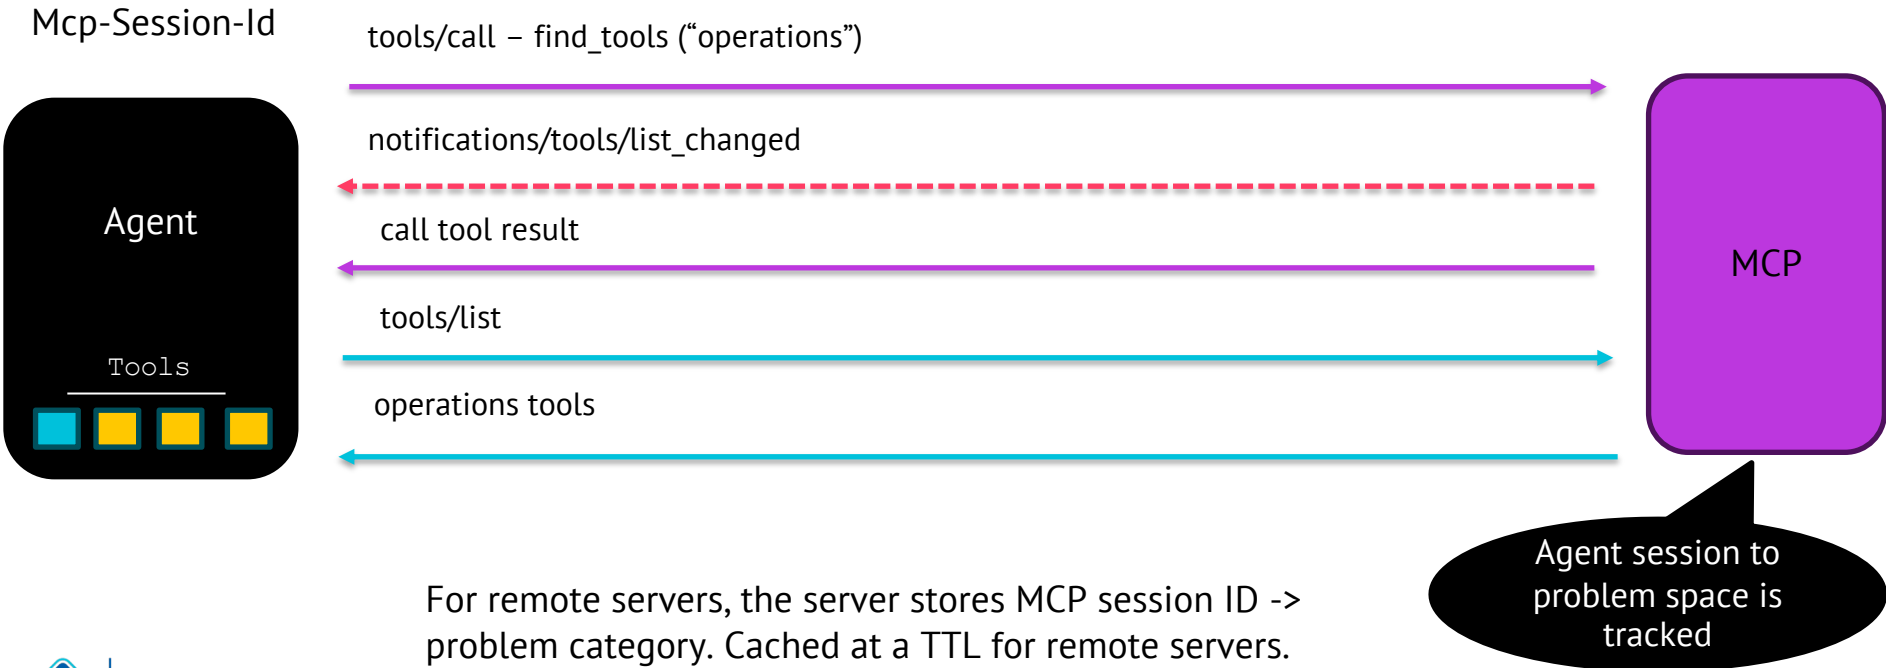 Mcp-Session-Id
tools/call – find_tools (“operations”)
notifications/tools/list_changed
Agent
call tool result
MCP
tools/list
Tools
operations tools
Agent session to
problem space is
tracked
For remote servers, the server stores MCP session ID ->
problem category. Cached at a TTL for remote servers.